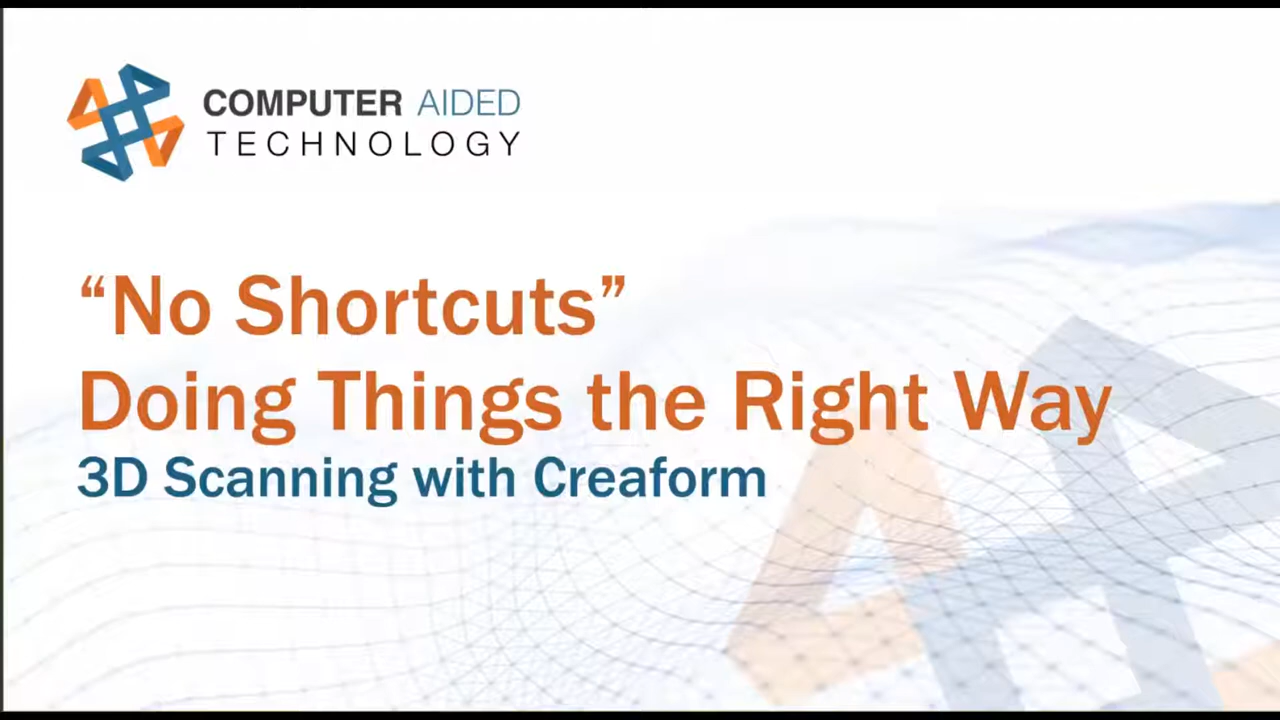 COMPUTER AIDED
TECHNOLOGY
“No Shortcuts”
Doing Things the Right Way
3D Scanning with Creaform